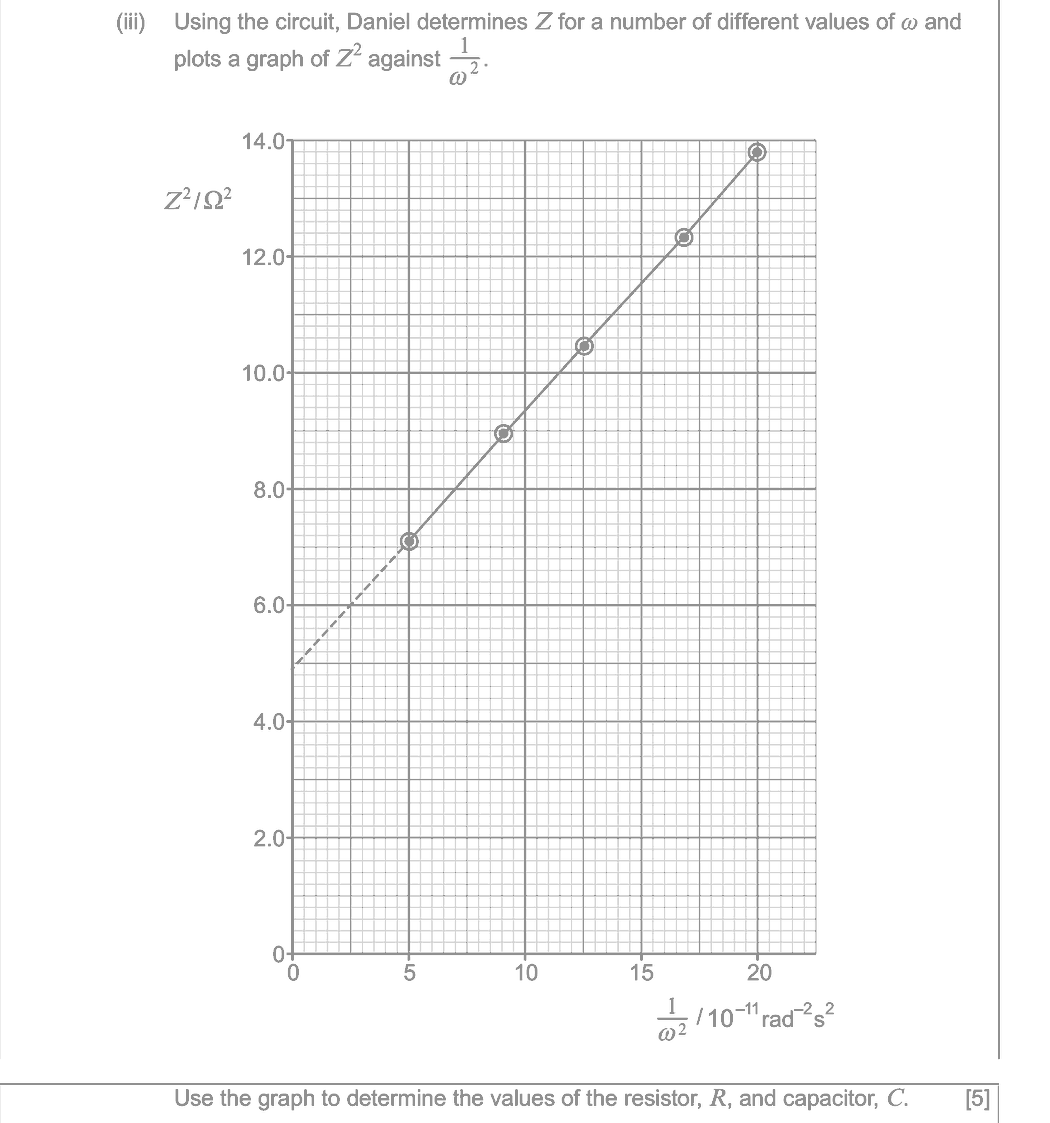 (iii) Using the circuit, Daniel determines Z for a number of different values of ω and
plots a graph of Z² against 1/ω².
14.0
Z²/Ω²
12.0
10.0
8.0
6.0
4.0
2.0
0
0 5 10 15 20
1/ω² / 10⁻¹¹ rad⁻² s²
Use the graph to determine the values of the resistor, R, and capacitor, C. [5]